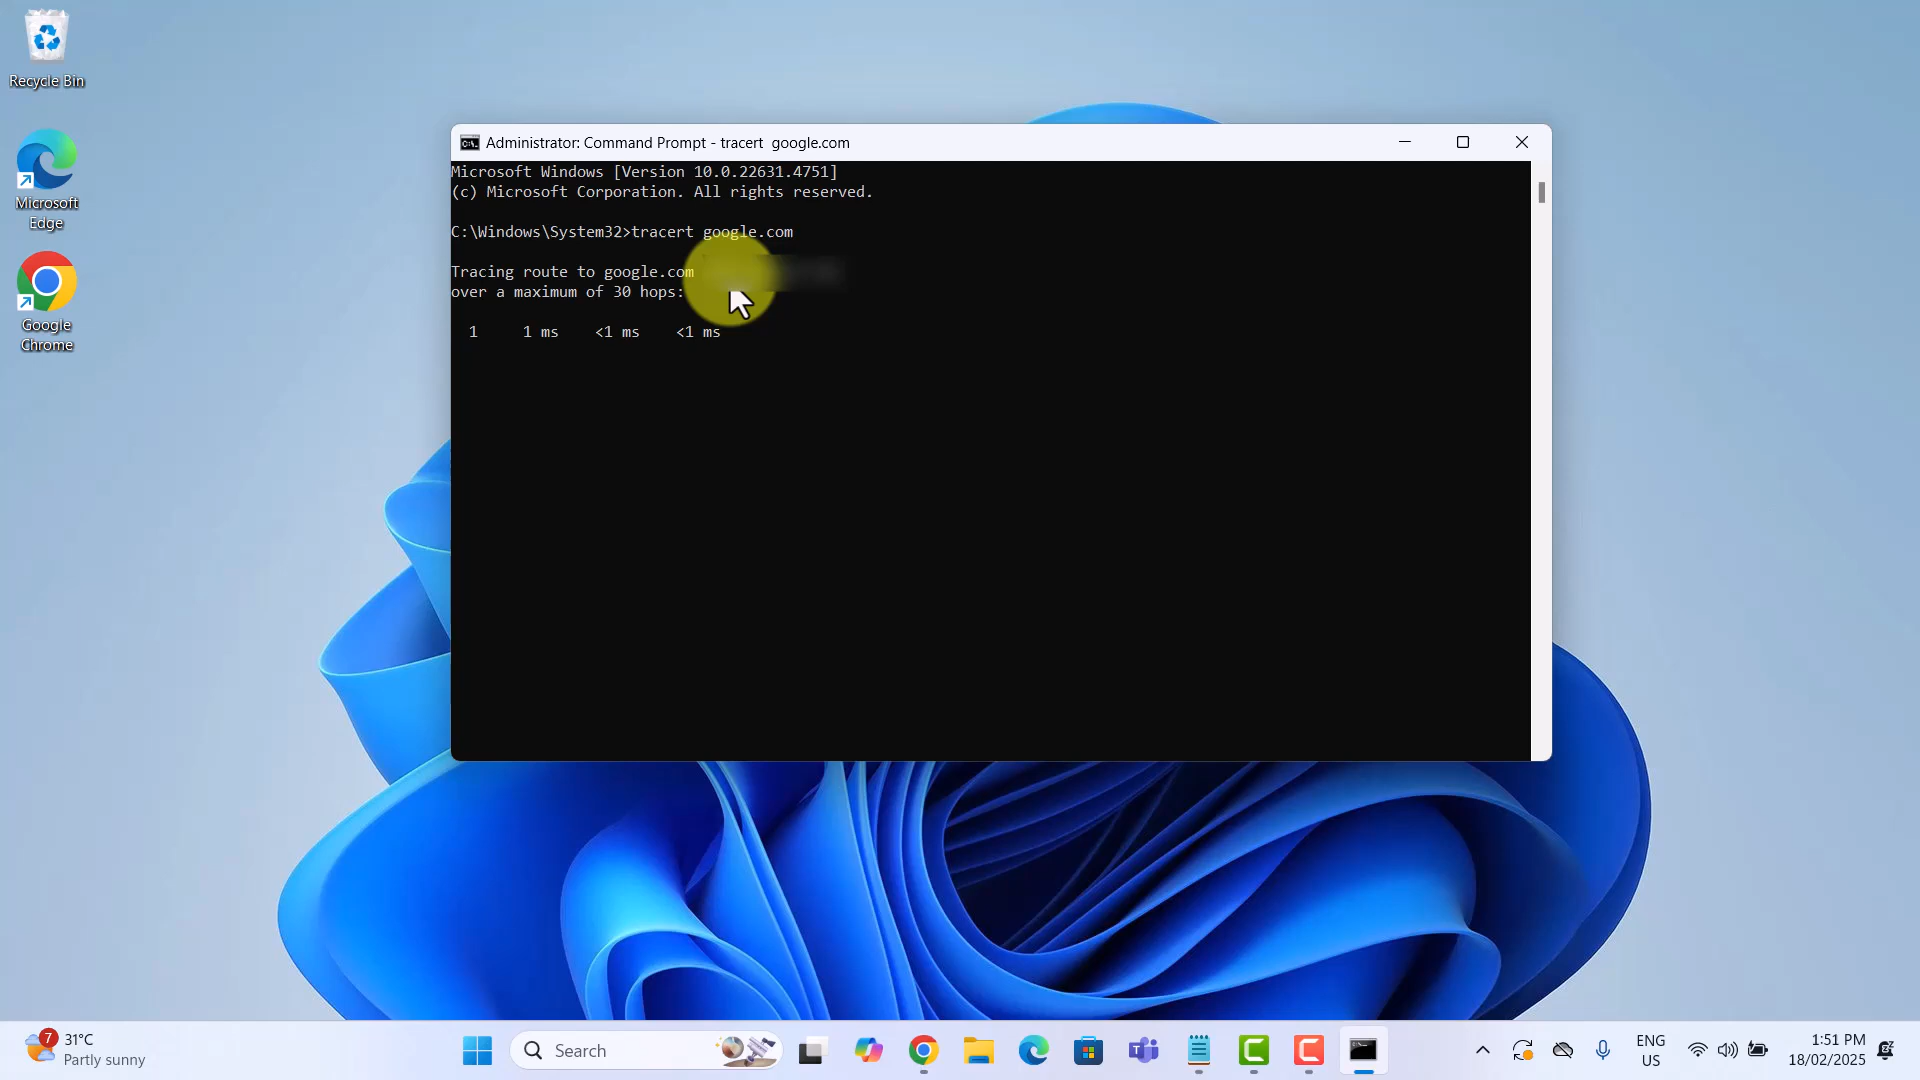 Recycle Bin
Microsoft
Edge
Google
Chrome
Administrator: Command Prompt - tracert  google.com
Microsoft Windows [Version 10.0.22631.4751]
(c) Microsoft Corporation. All rights reserved.
C:\Windows\System32>tracert google.com
Tracing route to google.com
over a maximum of 30 hops:
1     1 ms    <1 ms    <1 ms
7
31°C
Partly sunny
Search
ENG
US
1:51 PM
18/02/2025